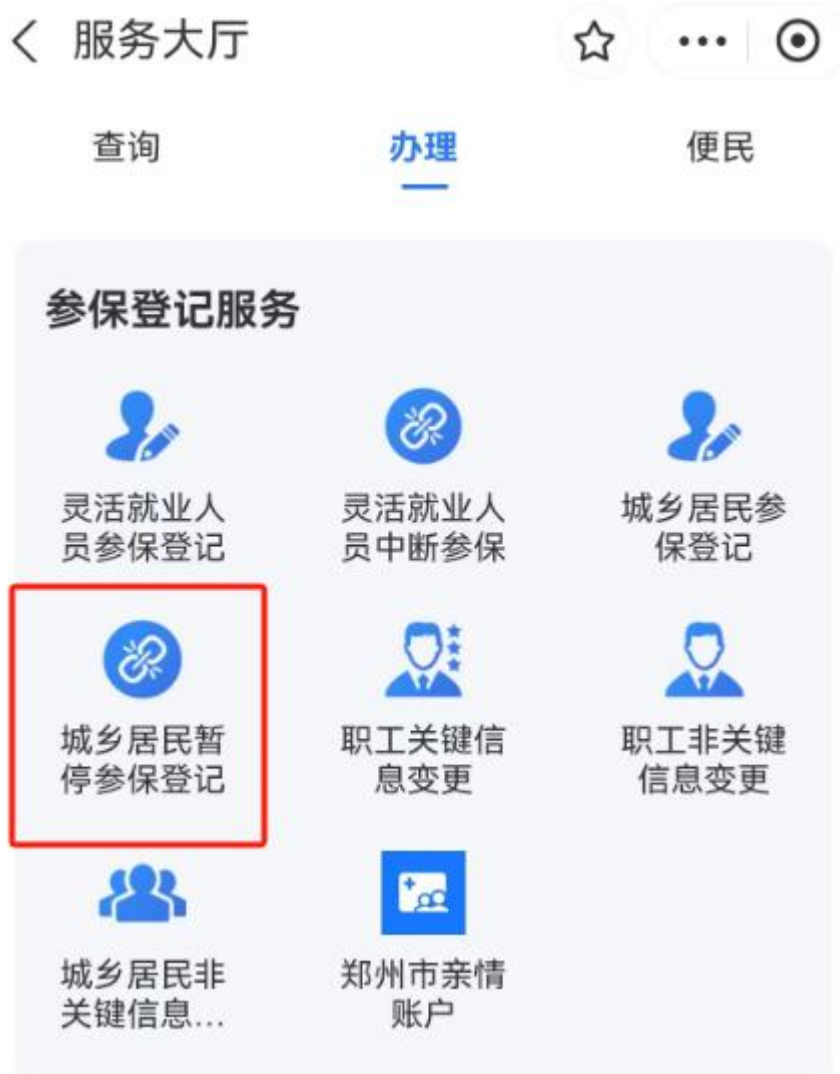 服务大厅
查询 办理 便民
参保登记服务
灵活就业人 灵活就业人 城乡居民参
员参保登记 员中断参保 保登记
城乡居民暂 职工关键信 职工非关键
停参保登记 息变更 信息变更
城乡居民非 郑州市亲情
关键信息... 账户